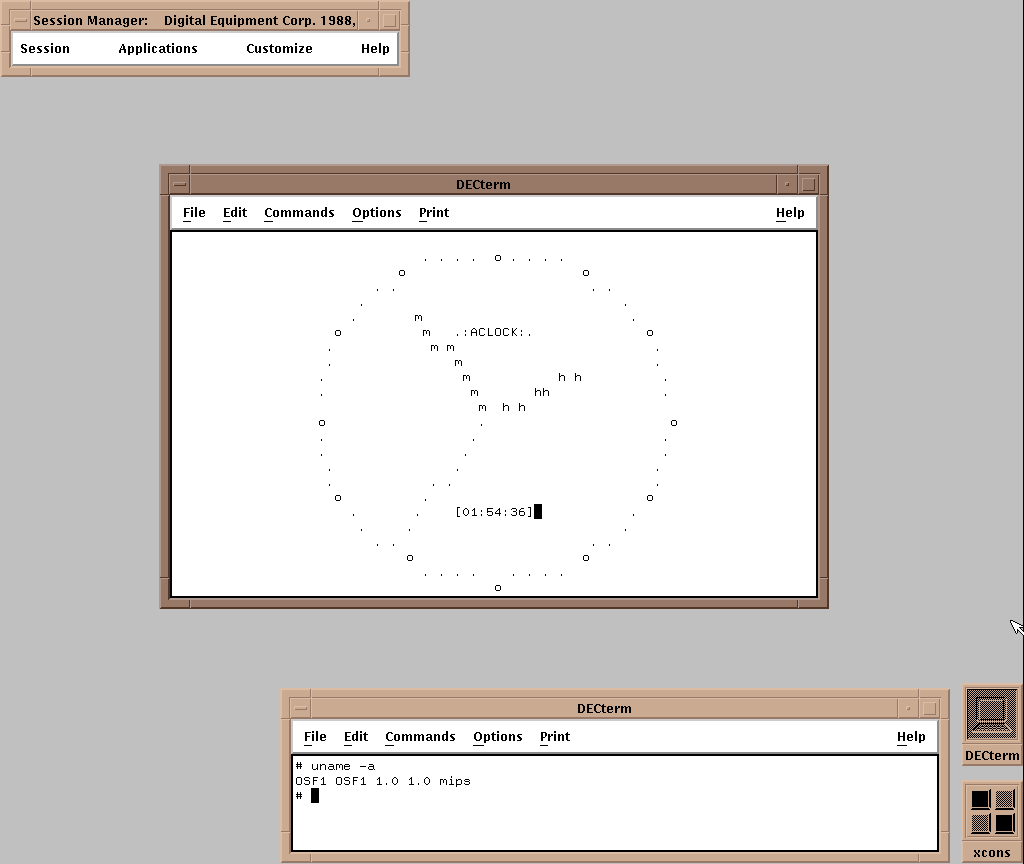 Session Manager: Digital Equipment Corp. 1988,
Session Applications Customize Help
DECterm
File Edit Commands Options Print Help
. . . . o . . . . 
o o
. . . .
. .
m
. .
m .:ACLOCK:.
o o
m m
. .
m
. .
m h h
. .
m hh
. .
m h h
o . o
. . .
. . .
. . .
. . . .
o . o
. . [01:54:36] .
. . .
. . . .
o o
. . . . . . . .
o
DECterm
File Edit Commands Options Print Help
# uname -a
OSF1 OSF1 1.0 1.0 mips
#
DECterm
xcons